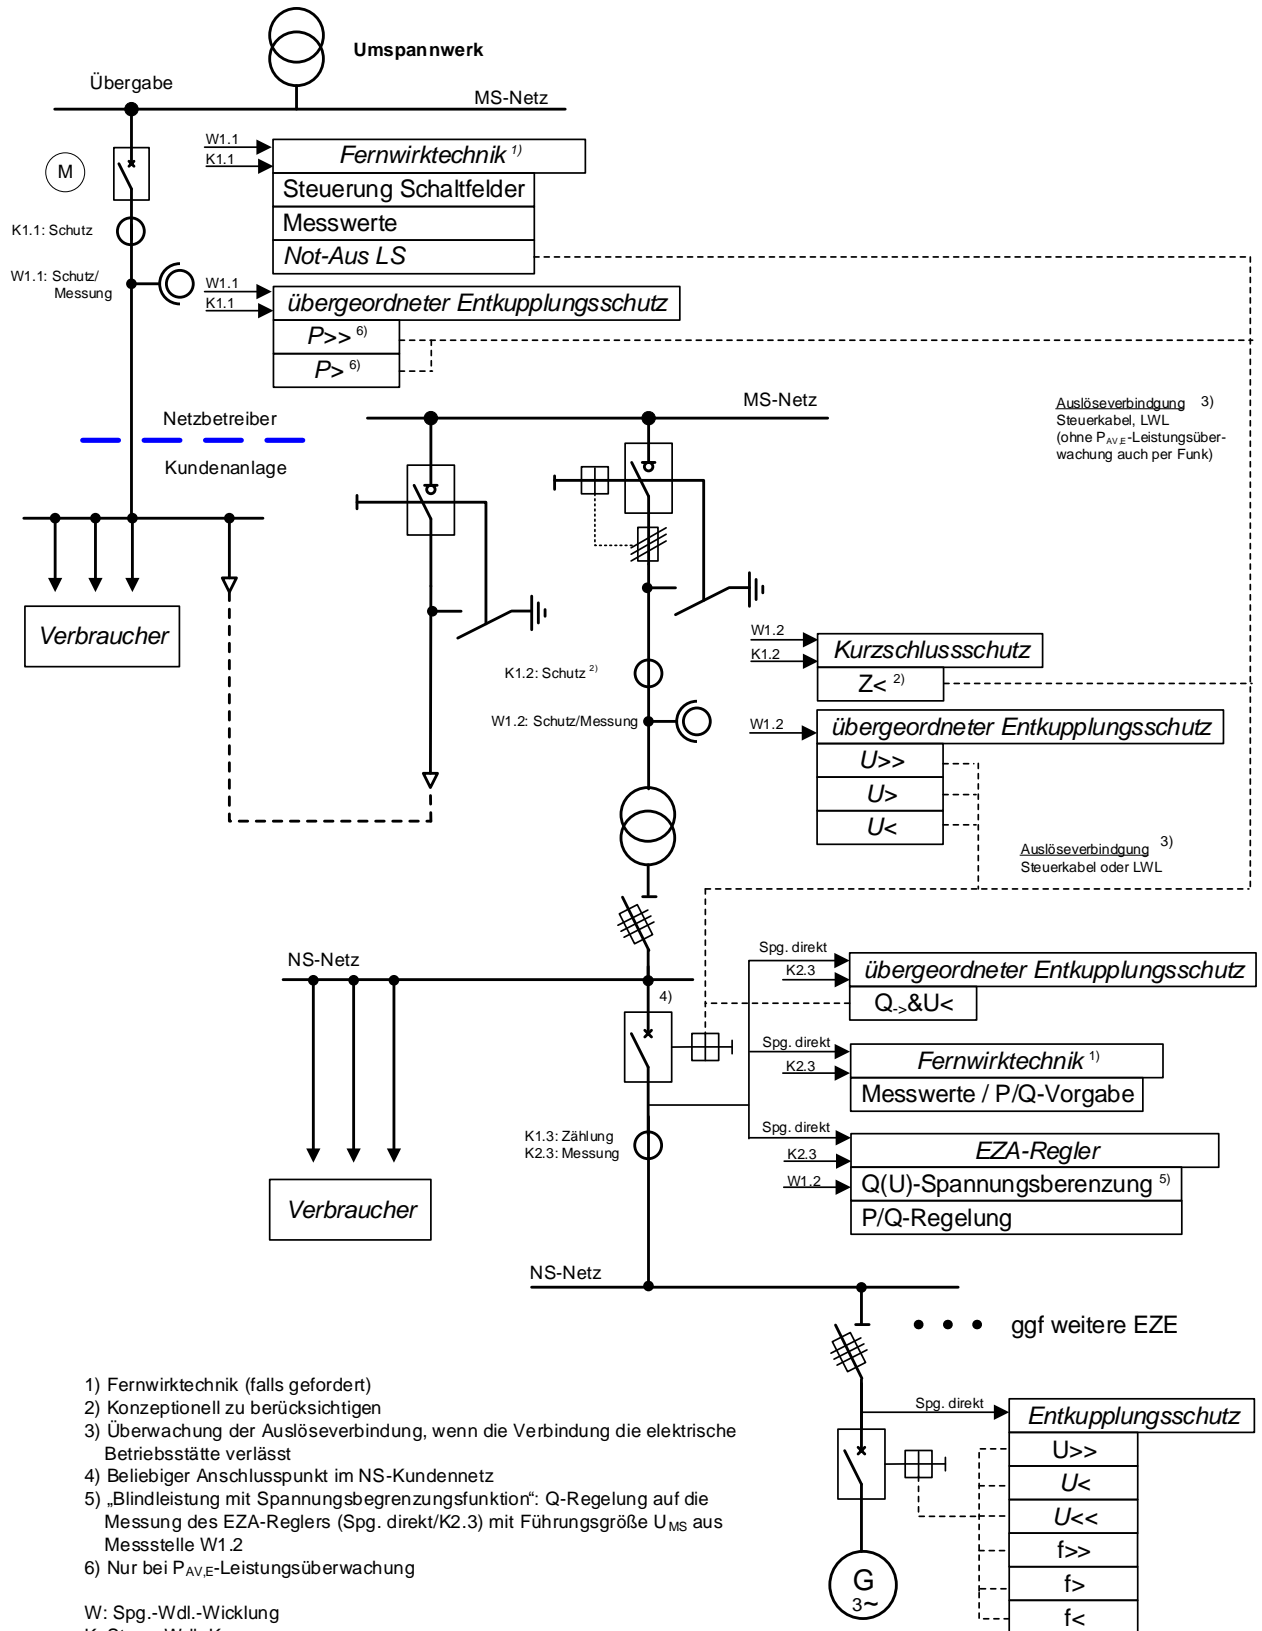 Umspannwerk
Übergabe
MS-Netz
M
W1.1
K1.1
Fernwirktechnik 1)
Steuerung Schaltfelder
Messwerte
Not-Aus LS
K1.1: Schutz
W1.1: Schutz/
Messung
W1.1
K1.1
übergeordneter Entkupplungsschutz
P>> 6)
P> 6)
Netzbetreiber
Kundenanlage
MS-Netz
Auslöseverbindgung 3)
Steuerkabel, LWL
(ohne PAV,E-Leistungsüber-
wachung auch per Funk)
Verbraucher
W1.2
K1.2
Kurzschlussschutz
Z< 2)
K1.2: Schutz 2)
W1.2: Schutz/Messung
W1.2
übergeordneter Entkupplungsschutz
U>>
U>
U<
Auslöseverbindgung 3)
Steuerkabel oder LWL
NS-Netz
4)
Spg. direkt
K2.3
übergeordneter Entkupplungsschutz
Q->&U<
Spg. direkt
K2.3
Fernwirktechnik 1)
Messwerte / P/Q-Vorgabe
K1.3: Zählung
K2.3: Messung
Spg. direkt
K2.3
W1.2
EZA-Regler
Q(U)-Spannungsberenzung 5)
P/Q-Regelung
Verbraucher
NS-Netz
ggf weitere EZE
Spg. direkt
Entkupplungsschutz
U>>
U<
U<<
f>>
f>
f<
G
3~
1) Fernwirktechnik (falls gefordert)
2) Konzeptionell zu berücksichtigen
3) Überwachung der Auslöseverbindung, wenn die Verbindung die elektrische
Betriebsstätte verlässt
4) Beliebiger Anschlusspunkt im NS-Kundennetz
5) „Blindleistung mit Spannungsbegrenzungsfunktion“: Q-Regelung auf die
Messung des EZA-Reglers (Spg. direkt/K2.3) mit Führungsgröße UMS aus
Messstelle W1.2
6) Nur bei PAV,E-Leistungsüberwachung
W: Spg.-Wdl.-Wicklung